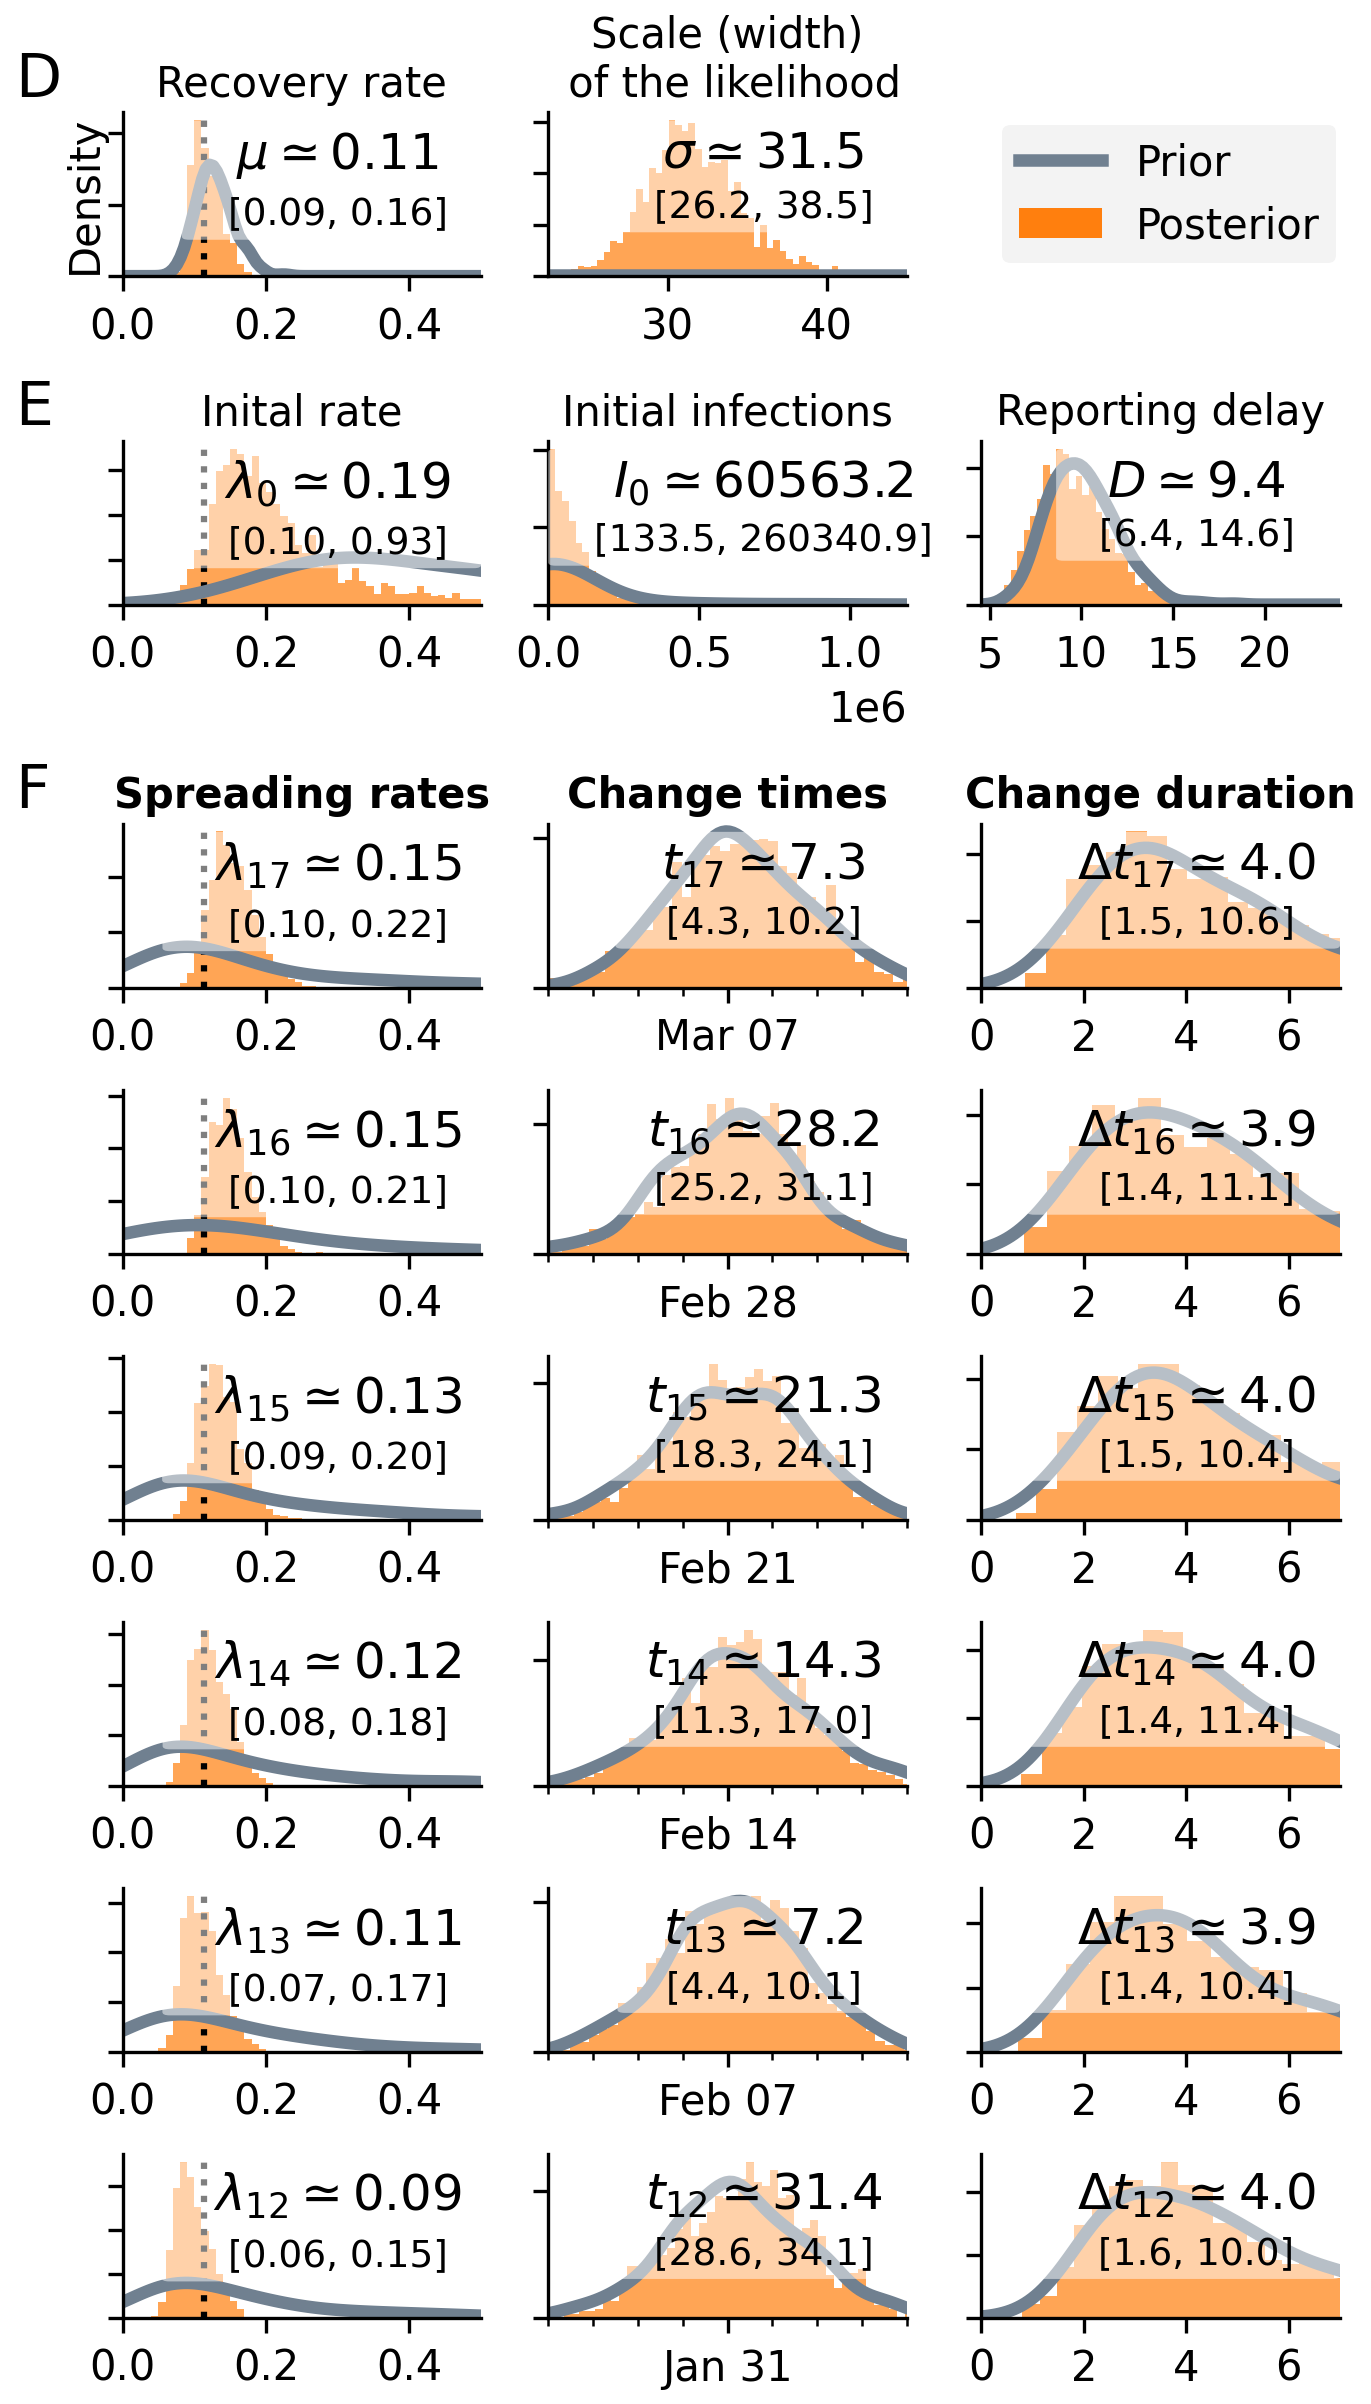 D
Recovery rate
Scale (width)
of the likelihood
Density
μ ≃ 0.11
[0.09, 0.16]
0.0 0.2 0.4
σ ≃ 31.5
[26.2, 38.5]
30 40
Prior
Posterior
E
Inital rate
λ₀ ≃ 0.19
[0.10, 0.93]
0.0 0.2 0.4
Initial infections
I₀ ≃ 60563.2
[133.5, 260340.9]
0.0 0.5 1.0
1e6
Reporting delay
D ≃ 9.4
[6.4, 14.6]
5 10 15 20
F
Spreading rates
Change times
Change duration
λ₁₇ ≃ 0.15
[0.10, 0.22]
0.0 0.2 0.4
t₁₇ ≃ 7.3
[4.3, 10.2]
Mar 07
Δt₁₇ ≃ 4.0
[1.5, 10.6]
0 2 4 6
λ₁₆ ≃ 0.15
[0.10, 0.21]
0.0 0.2 0.4
t₁₆ ≃ 28.2
[25.2, 31.1]
Feb 28
Δt₁₆ ≃ 3.9
[1.4, 11.1]
0 2 4 6
λ₁₅ ≃ 0.13
[0.09, 0.20]
0.0 0.2 0.4
t₁₅ ≃ 21.3
[18.3, 24.1]
Feb 21
Δt₁₅ ≃ 4.0
[1.5, 10.4]
0 2 4 6
λ₁₄ ≃ 0.12
[0.08, 0.18]
0.0 0.2 0.4
t₁₄ ≃ 14.3
[11.3, 17.0]
Feb 14
Δt₁₄ ≃ 4.0
[1.4, 11.4]
0 2 4 6
λ₁₃ ≃ 0.11
[0.07, 0.17]
0.0 0.2 0.4
t₁₃ ≃ 7.2
[4.4, 10.1]
Feb 07
Δt₁₃ ≃ 3.9
[1.4, 10.4]
0 2 4 6
λ₁₂ ≃ 0.09
[0.06, 0.15]
0.0 0.2 0.4
t₁₂ ≃ 31.4
[28.6, 34.1]
Jan 31
Δt₁₂ ≃ 4.0
[1.6, 10.0]
0 2 4 6